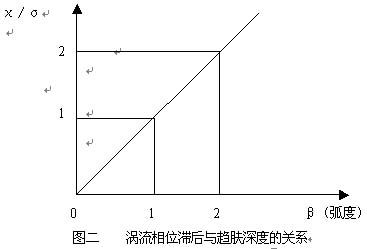 x / σ
2
1
0 1 2 β (弧度)
图二 涡流相位滞后与趋肤深度的关系